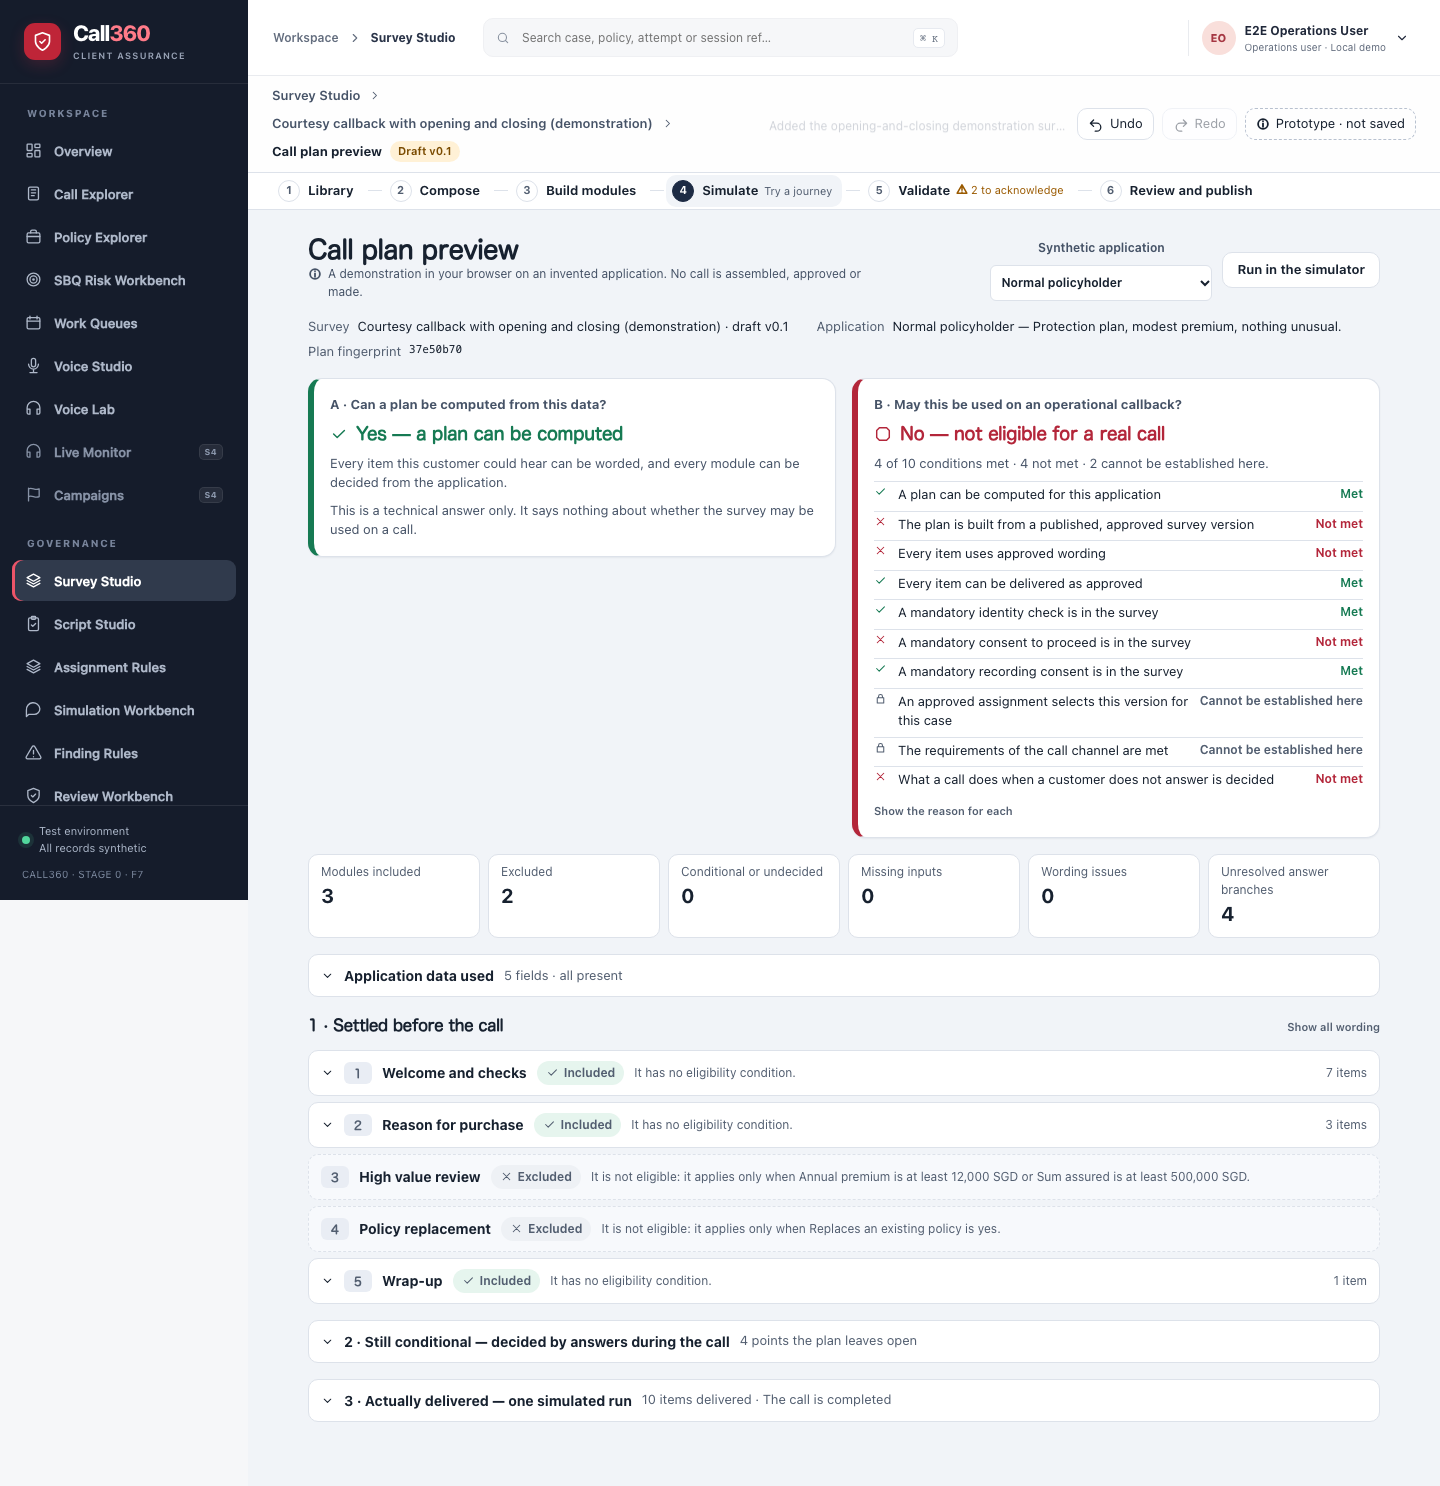 Call360
CLIENT ASSURANCE
WORKSPACE
Overview
Call Explorer
Policy Explorer
SBQ Risk Workbench
Work Queues
Voice Studio
Voice Lab
Live Monitor S4
Campaigns S4
GOVERNANCE
Survey Studio
Script Studio
Assignment Rules
Simulation Workbench
Finding Rules
Review Workbench
Test environment
All records synthetic
CALL360 · STAGE 0 · F7
Workspace > Survey Studio
Search case, policy, attempt or session ref...
⌘ K
EO
E2E Operations User
Operations user · Local demo
Survey Studio >
Courtesy callback with opening and closing (demonstration) >
Call plan preview Draft v0.1
Added the opening-and-closing demonstration sur...
Undo
Redo
Prototype · not saved
1 Library
2 Compose
3 Build modules
4 Simulate Try a journey
5 Validate 2 to acknowledge
6 Review and publish
Call plan preview
A demonstration in your browser on an invented application. No call is assembled, approved or
made.
Synthetic application
Normal policyholder
Run in the simulator
Survey Courtesy callback with opening and closing (demonstration) · draft v0.1
Application Normal policyholder — Protection plan, modest premium, nothing unusual.
Plan fingerprint 37e50b70
A · Can a plan be computed from this data?
Yes — a plan can be computed
Every item this customer could hear can be worded, and every module can be
decided from the application.
This is a technical answer only. It says nothing about whether the survey may be
used on a call.
B · May this be used on an operational callback?
No — not eligible for a real call
4 of 10 conditions met · 4 not met · 2 cannot be established here.
A plan can be computed for this application Met
The plan is built from a published, approved survey version Not met
Every item uses approved wording Not met
Every item can be delivered as approved Met
A mandatory identity check is in the survey Met
A mandatory consent to proceed is in the survey Not met
A mandatory recording consent is in the survey Met
An approved assignment selects this version for Cannot be established here
this case
The requirements of the call channel are met Cannot be established here
What a call does when a customer does not answer is decided Not met
Show the reason for each
Modules included
3
Excluded
2
Conditional or undecided
0
Missing inputs
0
Wording issues
0
Unresolved answer
branches
4
Application data used 5 fields · all present
1 · Settled before the call
Show all wording
1 Welcome and checks Included It has no eligibility condition. 7 items
2 Reason for purchase Included It has no eligibility condition. 3 items
3 High value review Excluded It is not eligible: it applies only when Annual premium is at least 12,000 SGD or Sum assured is at least 500,000 SGD.
4 Policy replacement Excluded It is not eligible: it applies only when Replaces an existing policy is yes.
5 Wrap-up Included It has no eligibility condition. 1 item
2 · Still conditional — decided by answers during the call 4 points the plan leaves open
3 · Actually delivered — one simulated run 10 items delivered · The call is completed